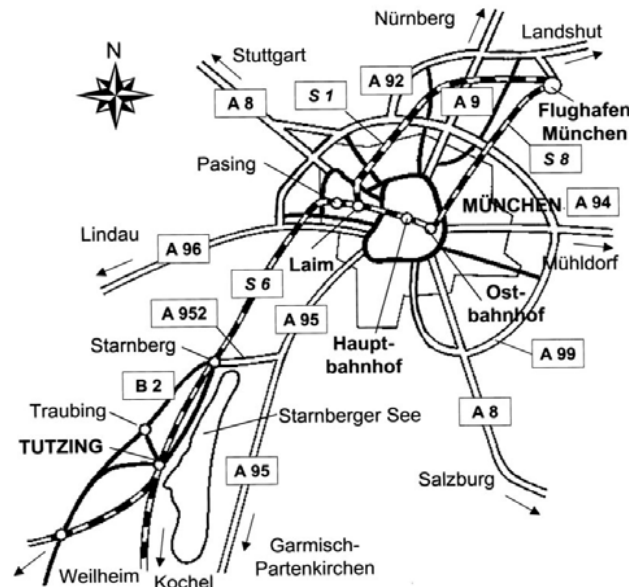 Nürnberg
Landshut
N
Stuttgart
A 92
S 1
A 9
A 8
Flughafen
München
S 8
Pasing
MÜNCHEN
A 94
Lindau
A 96
Laim
Mühldorf
S 6
Ost-
bahnhof
A 952
A 95
Haupt-
bahnhof
A 99
Starnberg
B 2
Traubing
Starnberger See
A 8
TUTZING
A 95
Salzburg
Garmisch-
Partenkirchen
Weilheim
Kochel